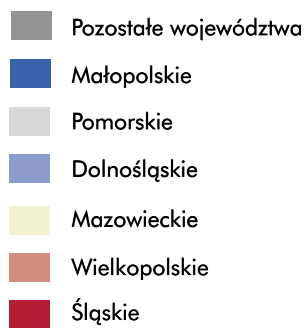 Pozostałe województwa
Małopolskie
Pomorskie
Dolnośląskie
Mazowieckie
Wielkopolskie
Śląskie